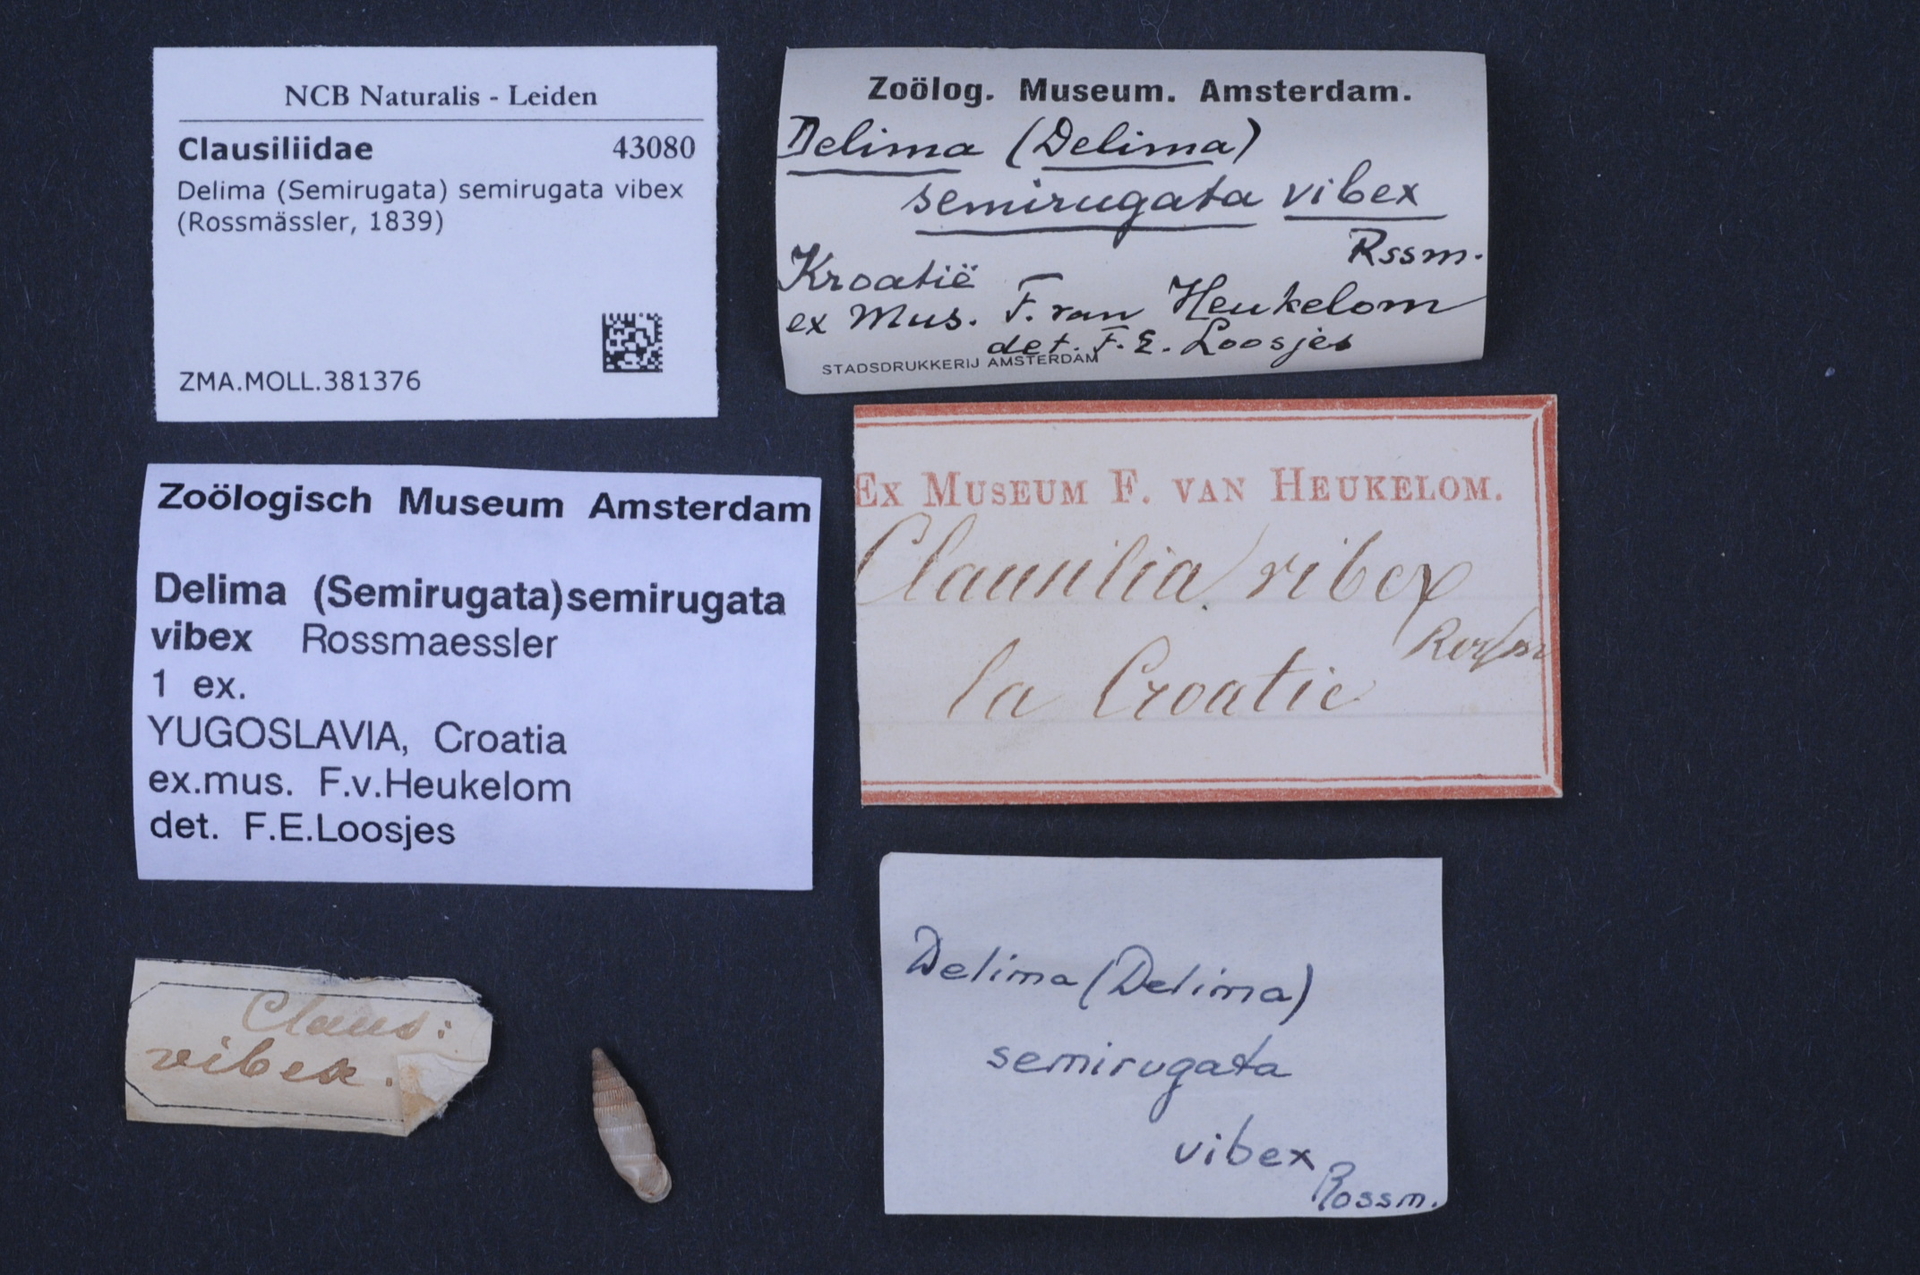 NCB Naturalis - Leiden
Clausiliidae 43080
Delima (Semirugata) semirugata vibex
(Rossmässler, 1839)
ZMA.MOLL.381376
Zoölog. Museum. Amsterdam.
Delima (Delima)
semirugata vibex
Rssm.
Kroatië
ex Mus. F. van Heukelom
det. F. E. Loosjes
STADSDRUKKERIJ AMSTERDAM
Zoölogisch Museum Amsterdam
Delima (Semirugata)semirugata
vibex Rossmaessler
1 ex.
YUGOSLAVIA, Croatia
ex.mus. F.v.Heukelom
det. F.E.Loosjes
Ex Museum F. van Heukelom.
Clausilia vibex
la Croatie
Claus:
vibex.
Delima (Delima)
semirugata
vibex
Rossm.